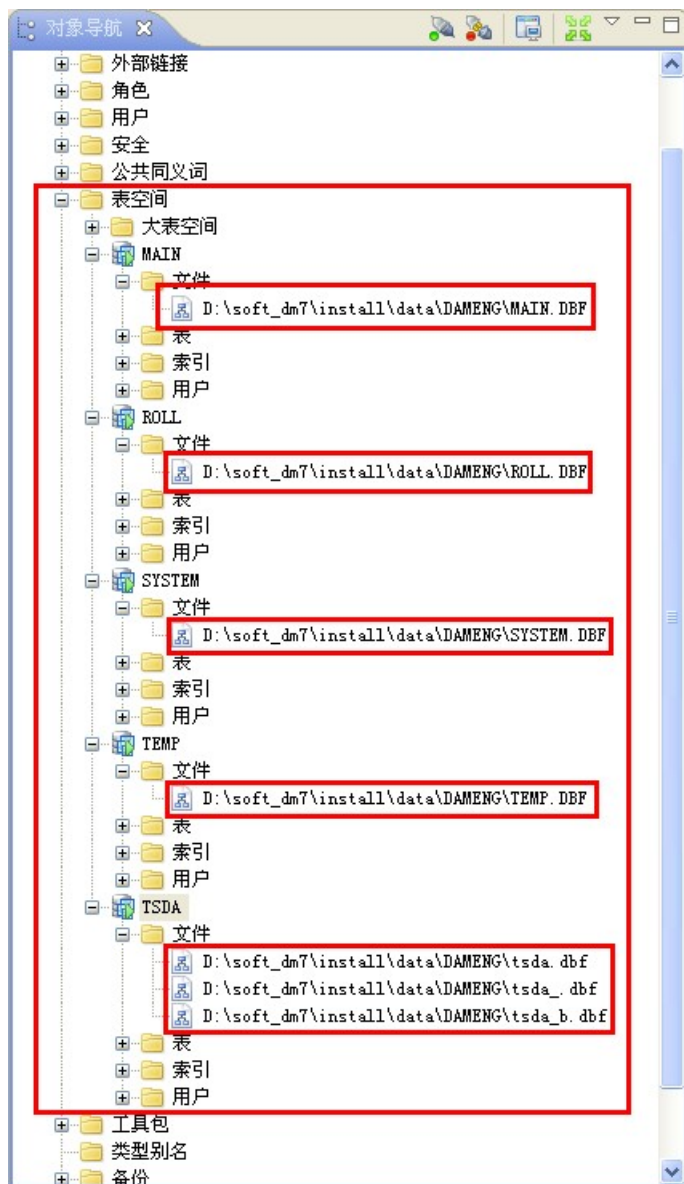 对象导航
外部链接
角色
用户
安全
公共同义词
表空间
大表空间
MAIN
文件
D:\soft_dm7\install\data\DAMENG\MAIN.DBF
表
索引
用户
ROLL
文件
D:\soft_dm7\install\data\DAMENG\ROLL.DBF
表
索引
用户
SYSTEM
文件
D:\soft_dm7\install\data\DAMENG\SYSTEM.DBF
表
索引
用户
TEMP
文件
D:\soft_dm7\install\data\DAMENG\TEMP.DBF
表
索引
用户
TSDA
文件
D:\soft_dm7\install\data\DAMENG\tsda.dbf
D:\soft_dm7\install\data\DAMENG\tsda_.dbf
D:\soft_dm7\install\data\DAMENG\tsda_b.dbf
表
索引
用户
工具包
类型别名
备份